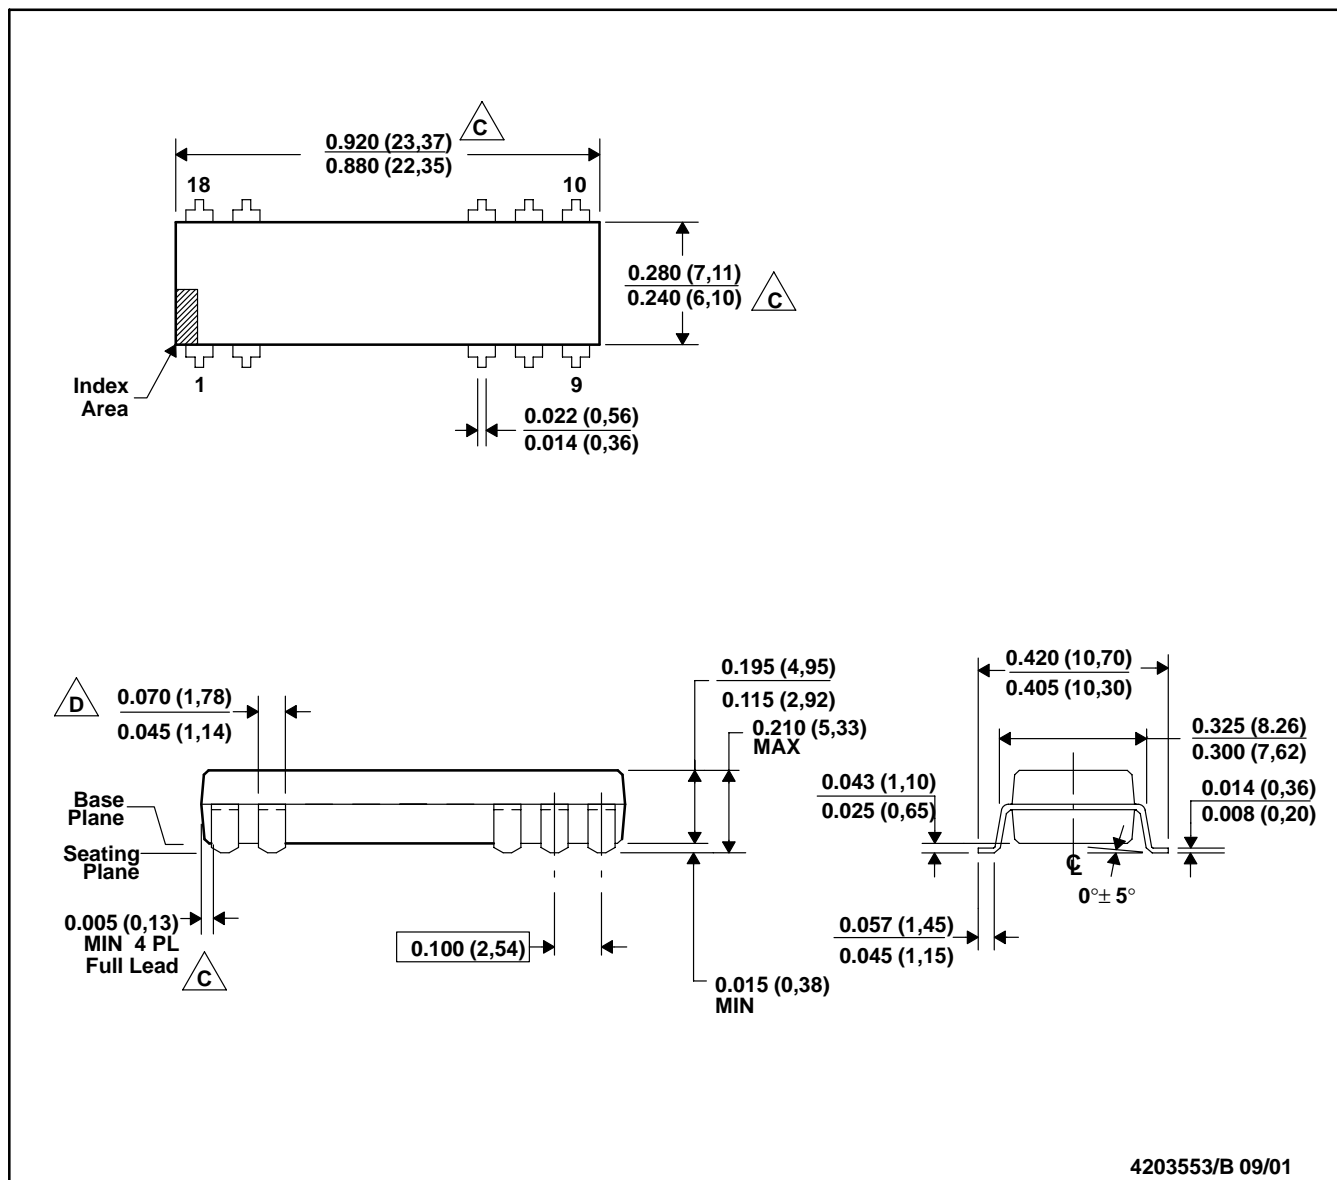 C
0.920 (23,37)
0.880 (22,35)
18
10
0.280 (7,11)
0.240 (6,10)
C
Index
Area
1
9
0.022 (0,56)
0.014 (0,36)
D
0.070 (1,78)
0.045 (1,14)
0.195 (4,95)
0.115 (2,92)
0.210 (5,33)
MAX
0.420 (10,70)
0.405 (10,30)
0.325 (8.26)
0.300 (7,62)
0.043 (1,10)
0.025 (0,65)
0.014 (0,36)
0.008 (0,20)
Base
Plane
Seating
Plane
CL
0°± 5°
0.005 (0,13)
MIN 4 PL
Full Lead
C
0.100 (2,54)
0.015 (0,38)
MIN
0.057 (1,45)
0.045 (1,15)
4203553/B 09/01